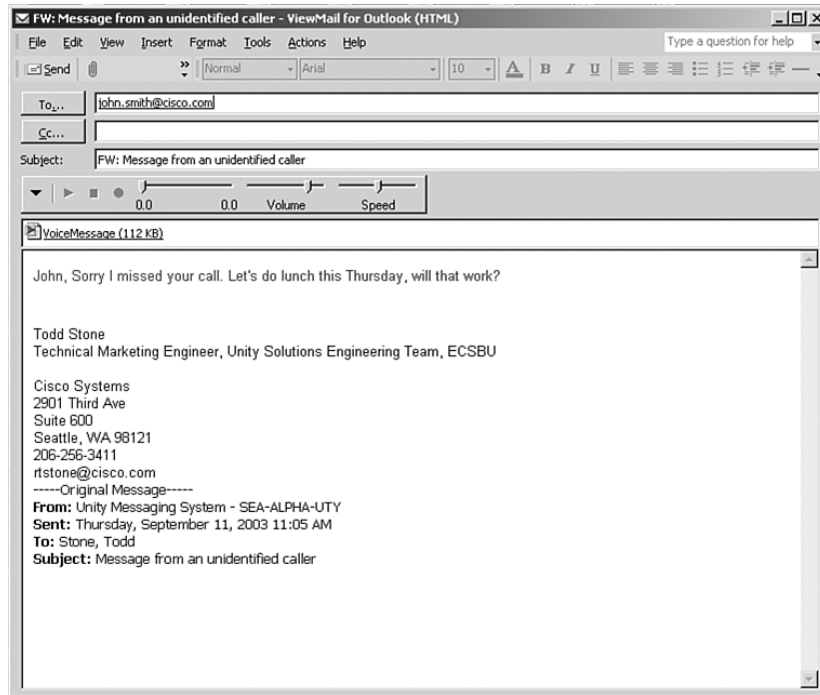 FW: Message from an unidentified caller - ViewMail for Outlook (HTML)
File Edit View Insert Format Tools Actions Help Type a question for help
Send Normal Arial 10 A B I U
To... john.smith@cisco.com
Cc...
Subject: FW: Message from an unidentified caller
0.0 0.0 Volume Speed
VoiceMessage (112 KB)
John, Sorry I missed your call. Let's do lunch this Thursday, will that work?
Todd Stone
Technical Marketing Engineer, Unity Solutions Engineering Team, ECSBU
Cisco Systems
2901 Third Ave
Suite 600
Seattle, WA 98121
206-256-3411
rtstone@cisco.com
-----Original Message-----
From: Unity Messaging System - SEA-ALPHA-UTY
Sent: Thursday, September 11, 2003 11:05 AM
To: Stone, Todd
Subject: Message from an unidentified caller